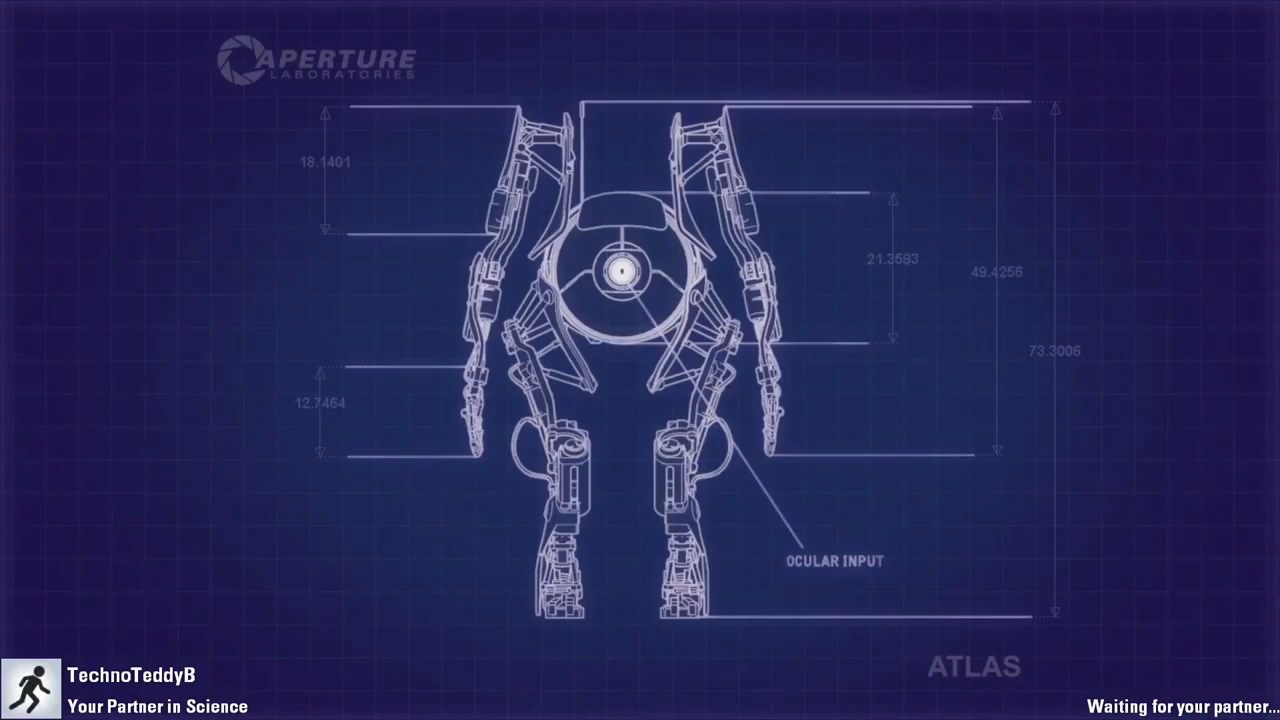 APERTURE
LABORATORIES
18.1401
21.3593
49.4256
73.3006
12.7464
OCULAR INPUT
ATLAS
TechnoTeddyB
Your Partner in Science
Waiting for your partner...